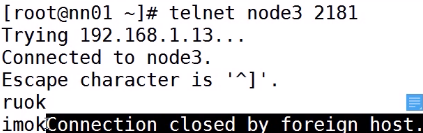 [root@nn01 ~]# telnet node3 2181
Trying 192.168.1.13...
Connected to node3.
Escape character is '^]'.
ruok
imokConnection closed by foreign host.